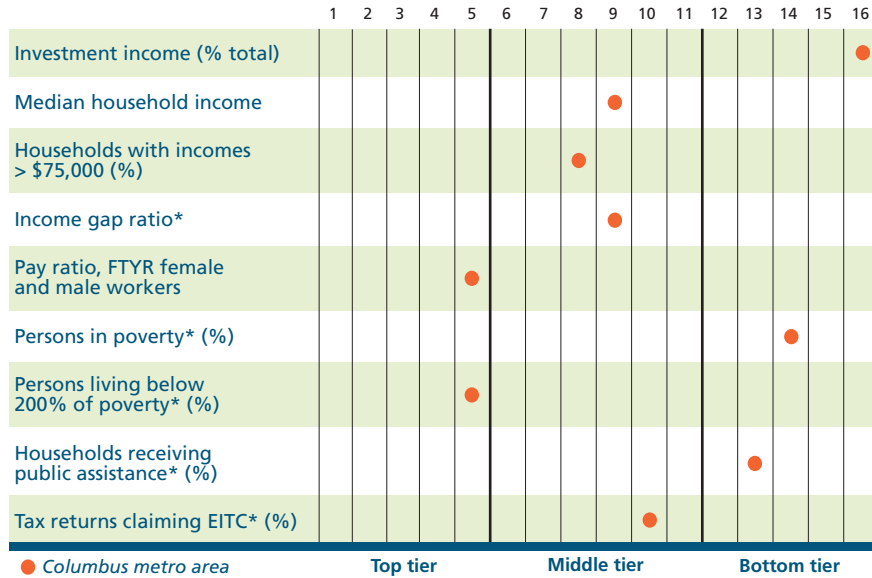 1 2 3 4 5 6 7 8 9 10 11 12 13 14 15 16
Investment income (% total)
Median household income
Households with incomes
> $75,000 (%)
Income gap ratio*
Pay ratio, FTYR female
and male workers
Persons in poverty* (%)
Persons living below
200% of poverty* (%)
Households receiving
public assistance* (%)
Tax returns claiming EITC* (%)
Columbus metro area Top tier Middle tier Bottom tier